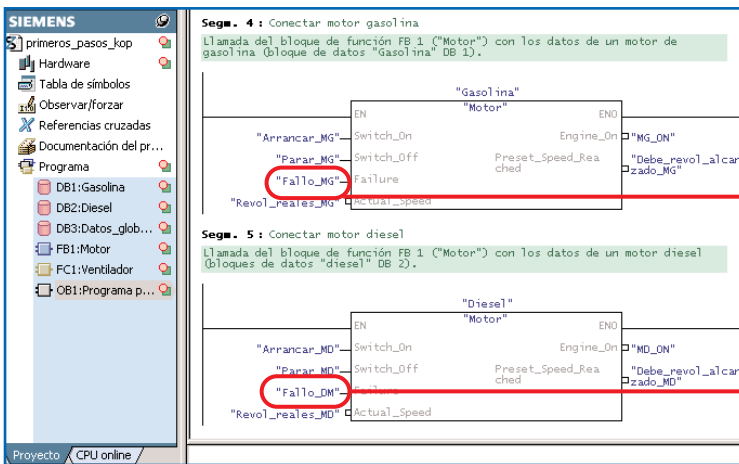 SIEMENS
primeros_pasos_kop
Hardware
Tabla de símbolos
Observar/forzar
Referencias cruzadas
Documentación del pr...
Programa
DB1:Gasolina
DB2:Diesel
DB3:Datos_glob...
FB1:Motor
FC1:Ventilador
OB1:Programa p...
Proyecto
CPU online
Segm. 4 : Conectar motor gasolina
Llamada del bloque de función FB 1 ("Motor") con los datos de un motor de
gasolina (bloque de datos "Gasolina" DB 1).
"Gasolina"
"Motor"
EN ENO
"Arrancar_MG" Switch_On Engine_On "MG_ON"
"Parar_MG" Switch_Off Preset_Speed_Rea "Debe_revol_alcan
ched zado_MG"
"Fallo_MG" Failure
"Revol_reales_MG" Actual_Speed
Segm. 5 : Conectar motor diesel
Llamada del bloque de función FB 1 ("Motor") con los datos de un motor diesel
(bloques de datos "diesel" DB 2).
"Diesel"
"Motor"
EN ENO
"Arrancar_MD" Switch_On Engine_On "MD_ON"
"Parar_MD" Switch_Off Preset_Speed_Rea "Debe_revol_alcan
ched zado_MD"
"Fallo_DM" Failure
"Revol_reales_MD" Actual_Speed